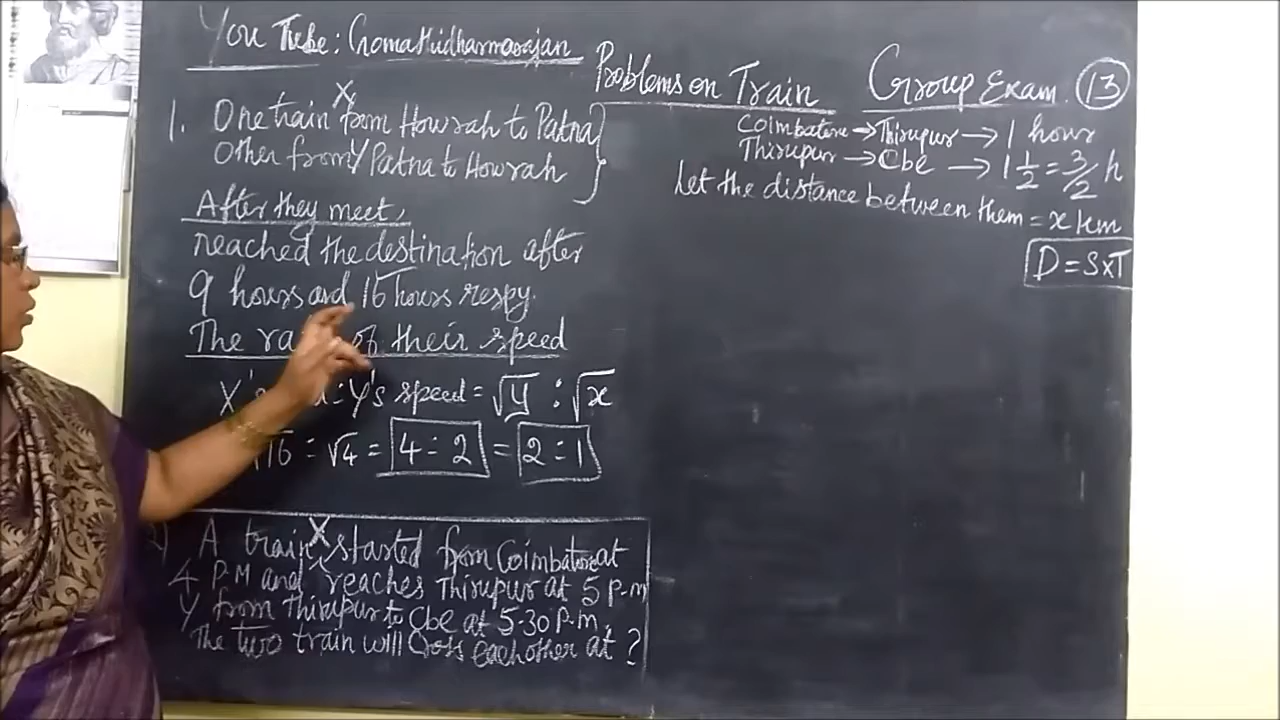 You Tube: Gomathidharmarajan
Problems on Train
Group Exam. 13
1. One train X from Howrah to Patna
Other from Y Patna to Howrah
After they meet,
reached the destination after
9 hours and 16 hours respy.
The of their speed
X's : Y's speed = √y : √x
√16 : √4 = 4 : 2 = 2 : 1
A train X started from Coimbatore at
4 P.M and reaches Thirupur at 5 p.m
Y from Thirupur to Cbe at 5-30 P.m.
The two train will Cross each other at ?
Coimbatore → Thirupur → 1 hour
Thirupur → Cbe → 1 1/2 = 3/2 h
Let the distance between them = x km
D = S x T